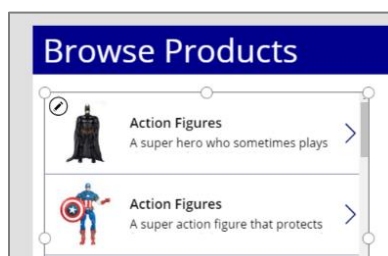 Browse Products
Action Figures
A super hero who sometimes plays
Action Figures
A super action figure that protects